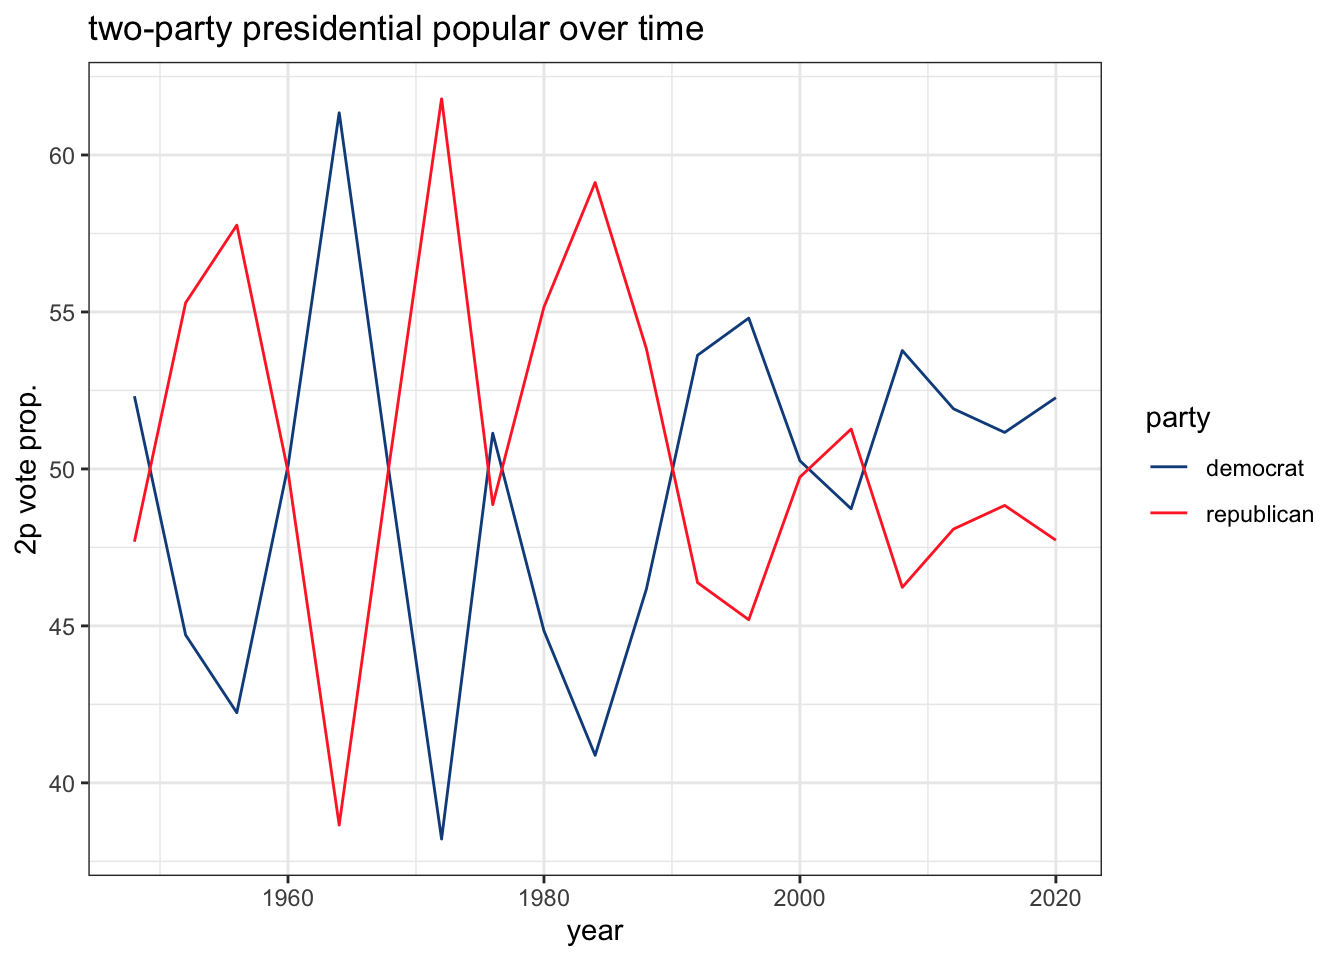 two-party presidential popular over time
60
55
50
45
40
2p vote prop.
1960 1980 2000 2020
year
party
democrat
republican